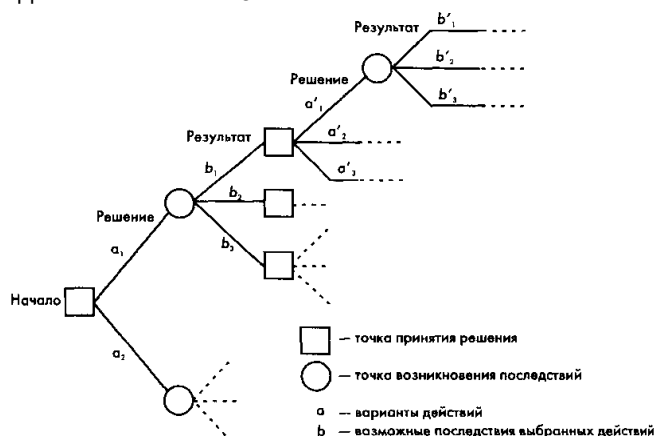 Результат
b'₁
b'₂
b'₃
Решение
a'₁
Результат
a'₂
a'₃
b₁
b₂
b₃
Решение
a₁
Начало
a₂
— точка принятия решения
— точка возникновения последствий
a — варианты действий
b — возможные последствия выбранных действий